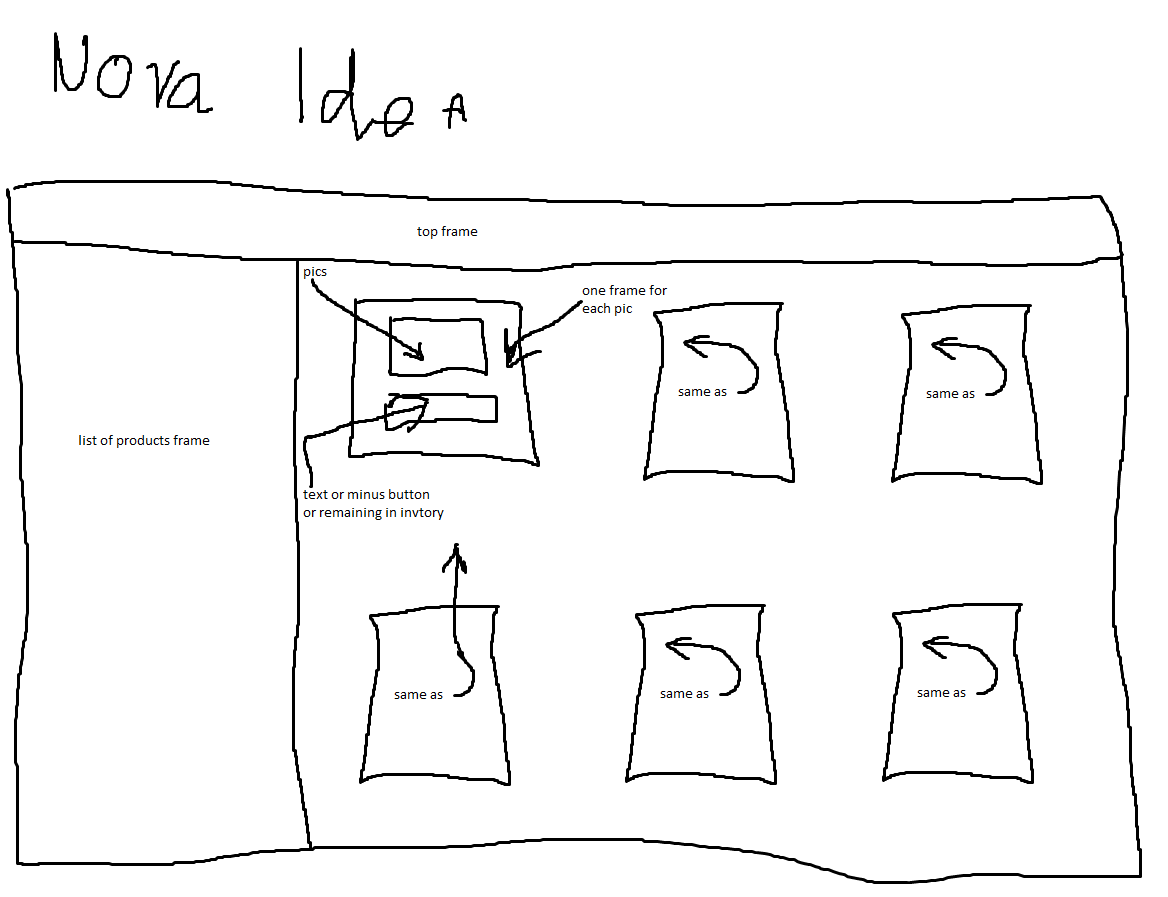 Nova Ide A
top frame
pics
one frame for
each pic
same as
same as
list of products frame
text or minus button
or remaining in invtory
same as
same as
same as